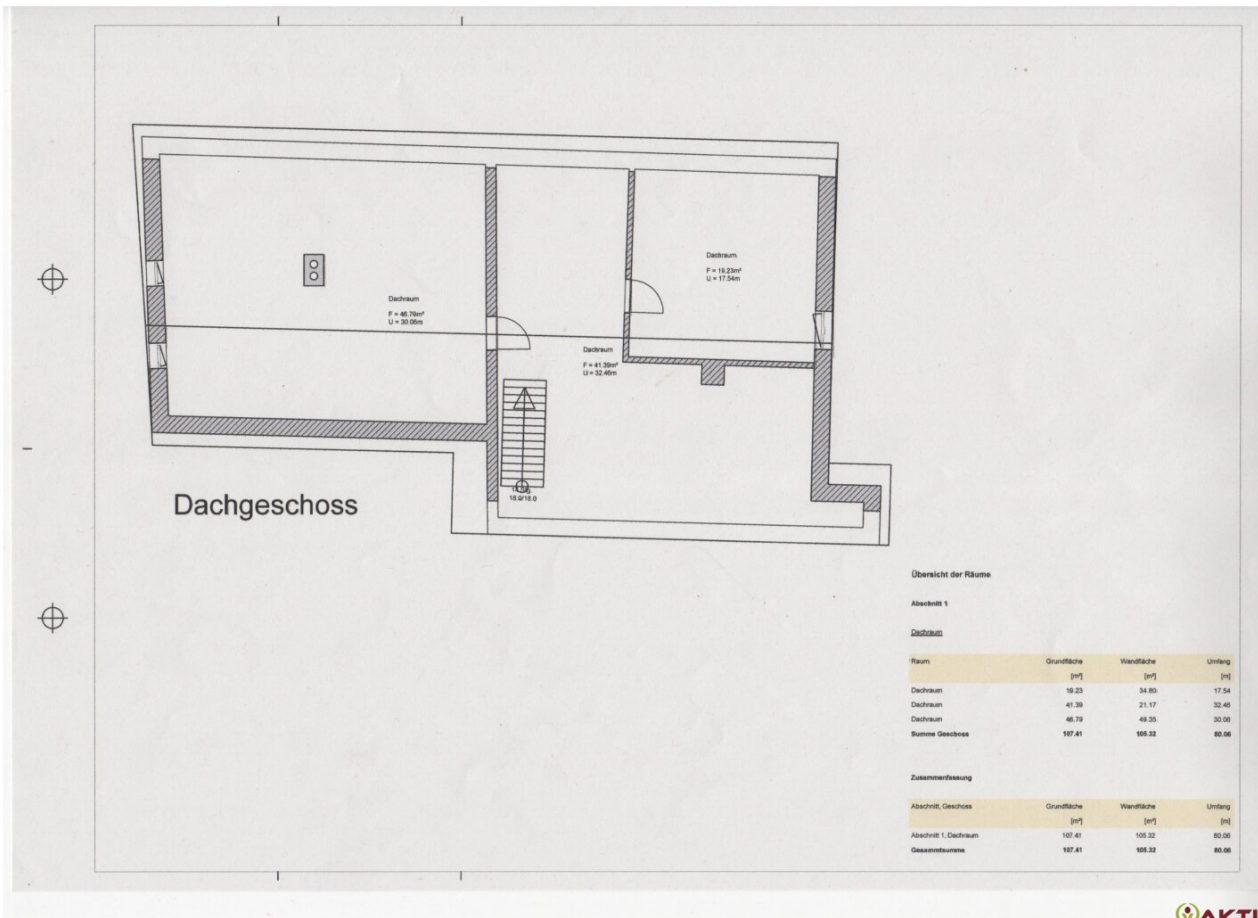 Dachraum
F = 19.23m²
U = 17.54m
Dachraum
F = 46.79m²
U = 30.06m
Dachraum
F = 41.39m²
U = 32.46m
18.9/18.0
Dachgeschoss
Übersicht der Räume
Abschnitt 1
Dachraum
Raum Grundfläche Wandfläche Umfang
[m²] [m²] [m]
Dachraum 19.23 34.80 17.54
Dachraum 41.39 21.17 32.46
Dachraum 46.79 49.35 30.06
Summe Geschoss 107.41 105.32 80.06
Zusammenfassung
Abschnitt, Geschoss Grundfläche Wandfläche Umfang
[m²] [m²] [m]
Abschnitt 1, Dachraum 107.41 105.32 80.06
Gesammtsumme 107.41 105.32 80.06